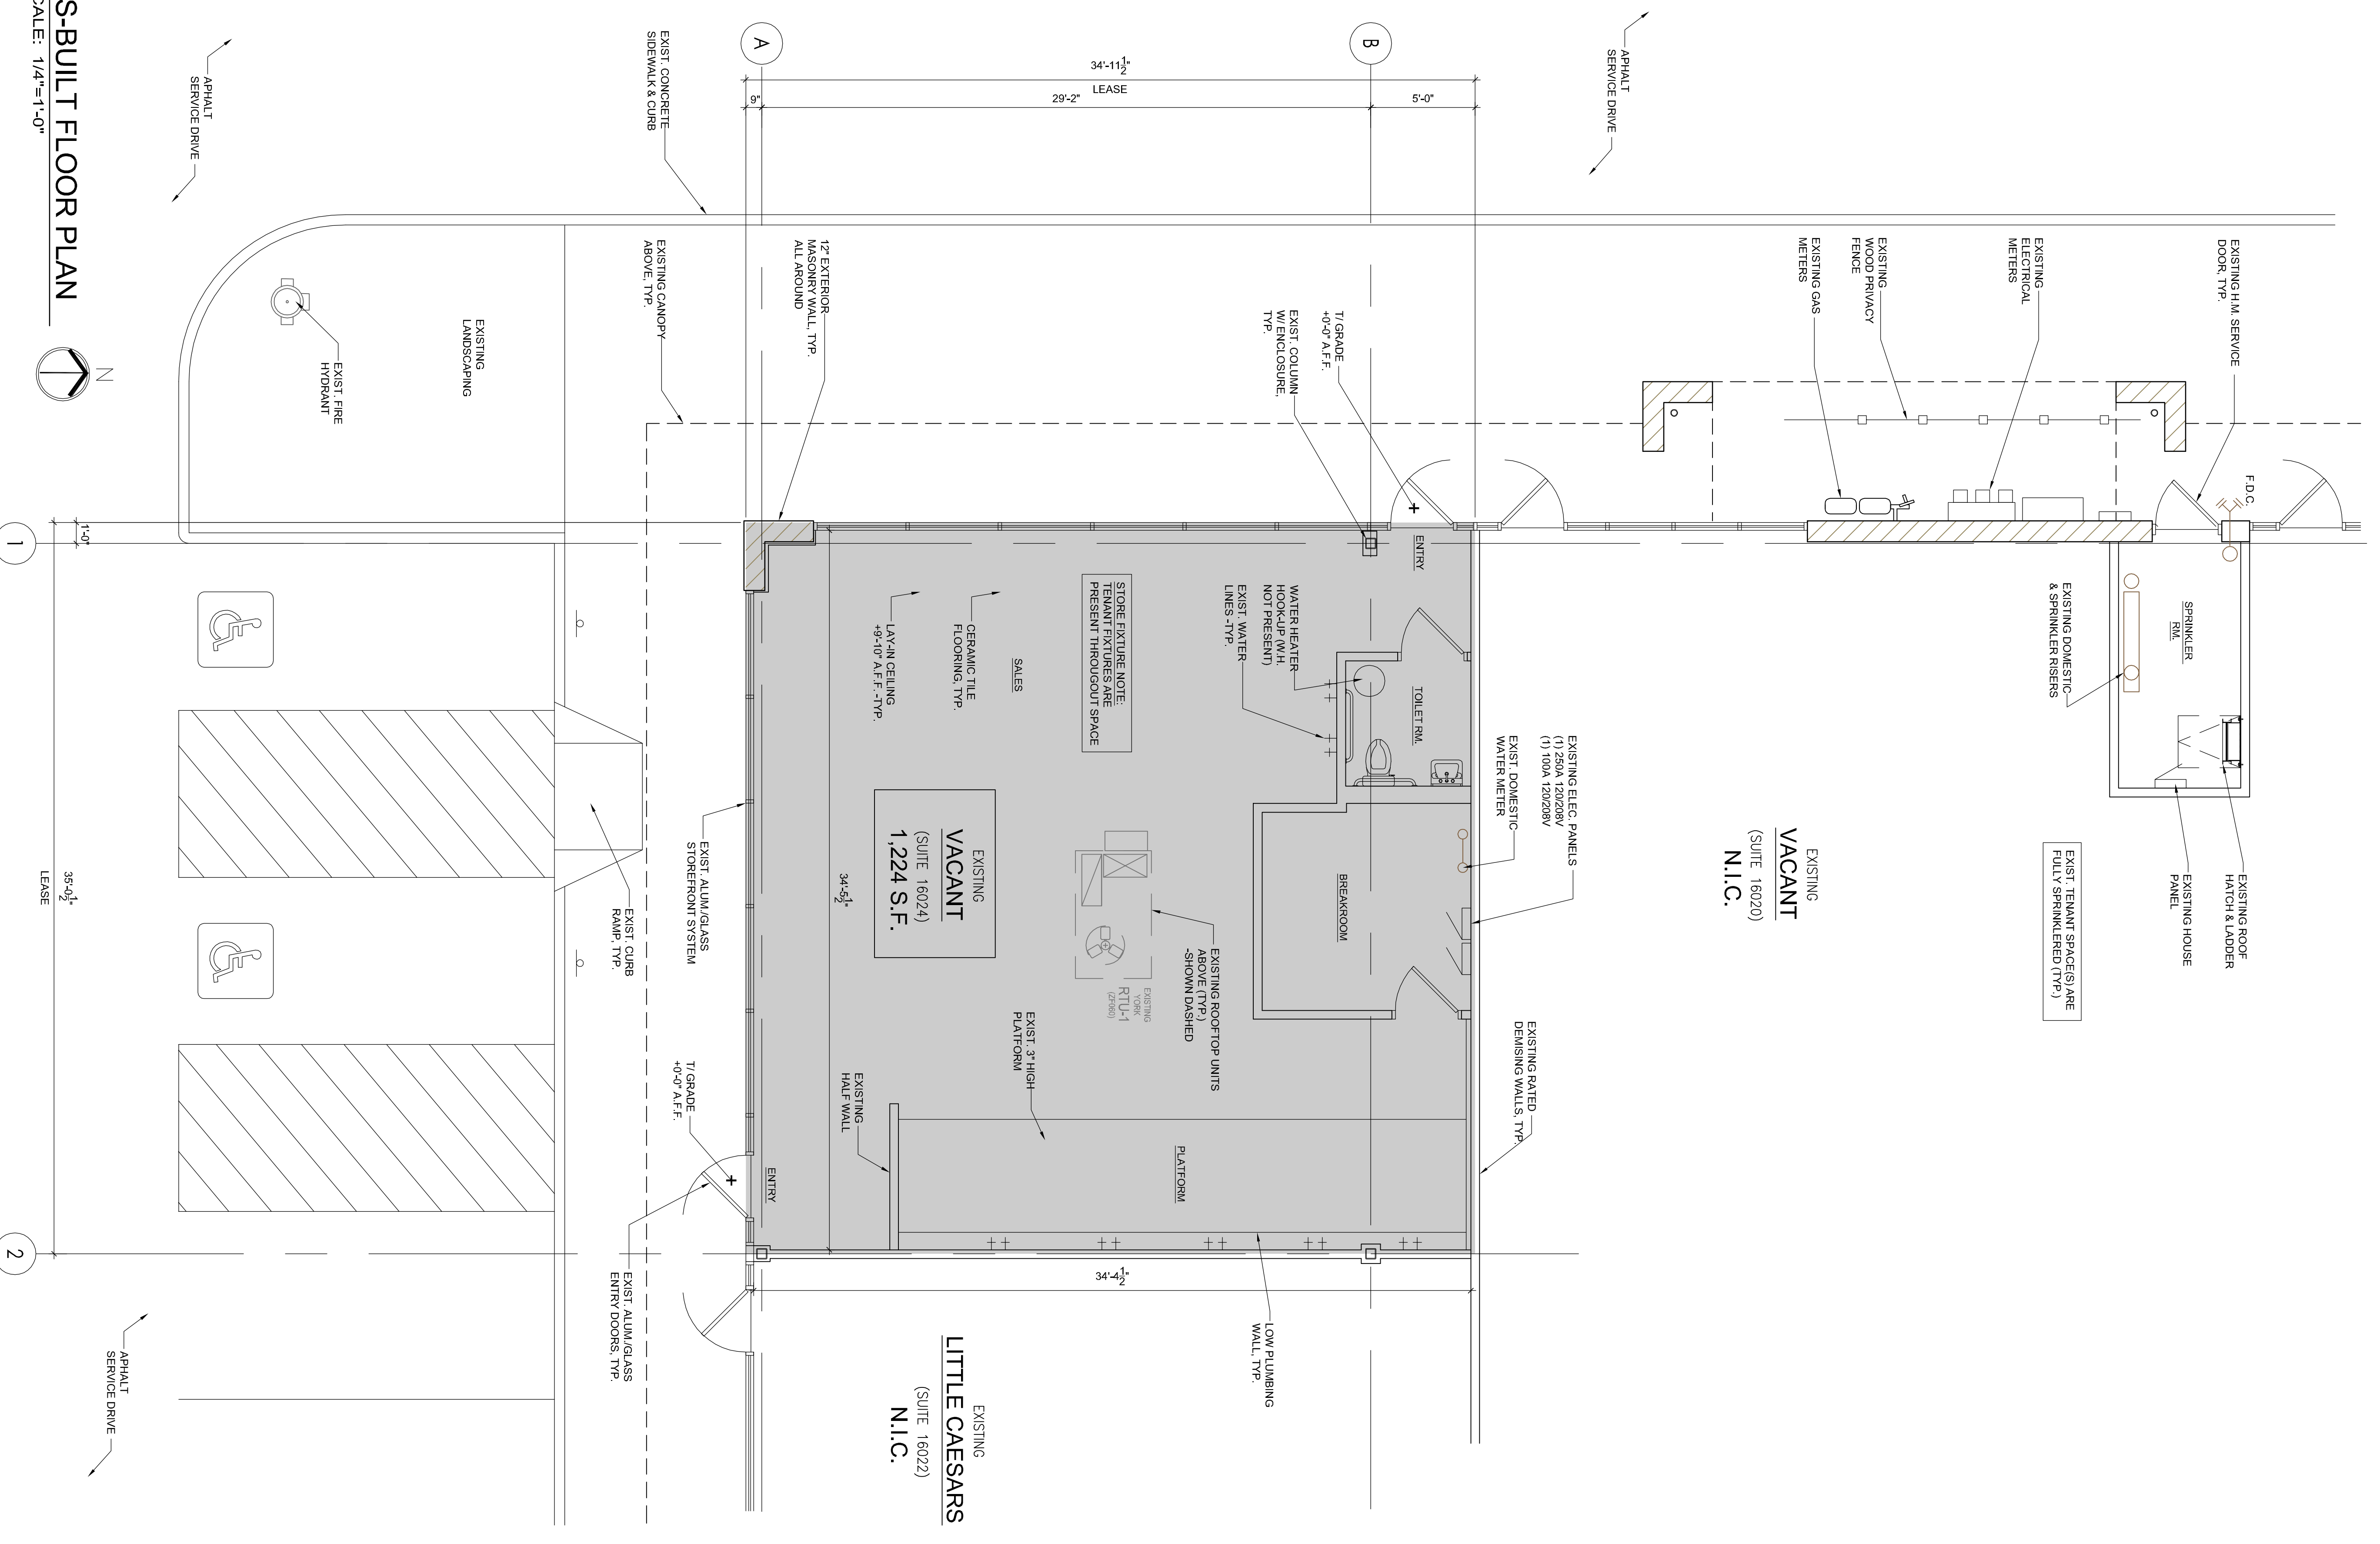 EXISTING H.M. SERVICE
DOOR, TYP.
F.D.C.
SPRINKLER
RM.
EXISTING ROOF
HATCH & LADDER
EXISTING HOUSE
PANEL
EXISTING DOMESTIC
& SPRINKLER RISERS
EXIST. TENANT SPACE(S) ARE
FULLY SPRINKLERED (TYP.)
EXISTING
ELECTRICAL
METERS
EXISTING
WOOD PRIVACY
FENCE
EXISTING GAS
METERS
EXISTING
VACANT
(SUITE 16020)
N.I.C.
APHALT
SERVICE DRIVE
EXISTING ELEC. PANELS
(1) 250A 120/208V
(1) 100A 120/208V
EXIST. DOMESTIC
WATER METER
EXISTING RATED
DEMISING WALLS, TYP.
B
5'-0"
T/ GRADE
+0'-0" A.F.F.
EXIST. COLUMN
W/ ENCLOSURE,
TYP.
ENTRY
TOILET RM.
BREAKROOM
WATER HEATER
HOOK-UP (W.H.
NOT PRESENT)
EXIST. WATER
LINES -TYP.
EXISTING ROOFTOP UNITS
ABOVE (TYP.)
-SHOWN DASHED
LOW PLUMBING
WALL, TYP.
PLATFORM
EXISTING
YORK
RTU-1
(ZF060)
34'-11 1/2"
LEASE
29'-2"
34'-4 1/2"
STORE FIXTURE NOTE:
TENANT FIXTURES ARE
PRESENT THROUGOUT SPACE
EXIST. 3" HIGH
PLATFORM
SALES
CERAMIC TILE
FLOORING, TYP.
LAY-IN CEILING
+9'-10" A.F.F. -TYP.
EXISTING
VACANT
(SUITE 16024)
1,224 S.F.
EXISTING
LITTLE CAESARS
(SUITE 16022)
N.I.C.
EXISTING
HALF WALL
34'-5 1/2"
12" EXTERIOR
MASONRY WALL, TYP.
ALL AROUND
A
9"
ENTRY
EXIST. ALUM./GLASS
STOREFRONT SYSTEM
T/ GRADE
+0'-0" A.F.F.
EXIST. CONCRETE
SIDEWALK & CURB
EXISTING CANOPY
ABOVE, TYP.
EXIST. CURB
RAMP, TYP.
EXIST. ALUM./GLASS
ENTRY DOORS, TYP.
EXISTING
LANDSCAPING
EXIST. FIRE
HYDRANT
APHALT
SERVICE DRIVE
APHALT
SERVICE DRIVE
1'-0"
35'-0 1/2"
LEASE
1
2
N
S-BUILT FLOOR PLAN
CALE: 1/4"=1'-0"